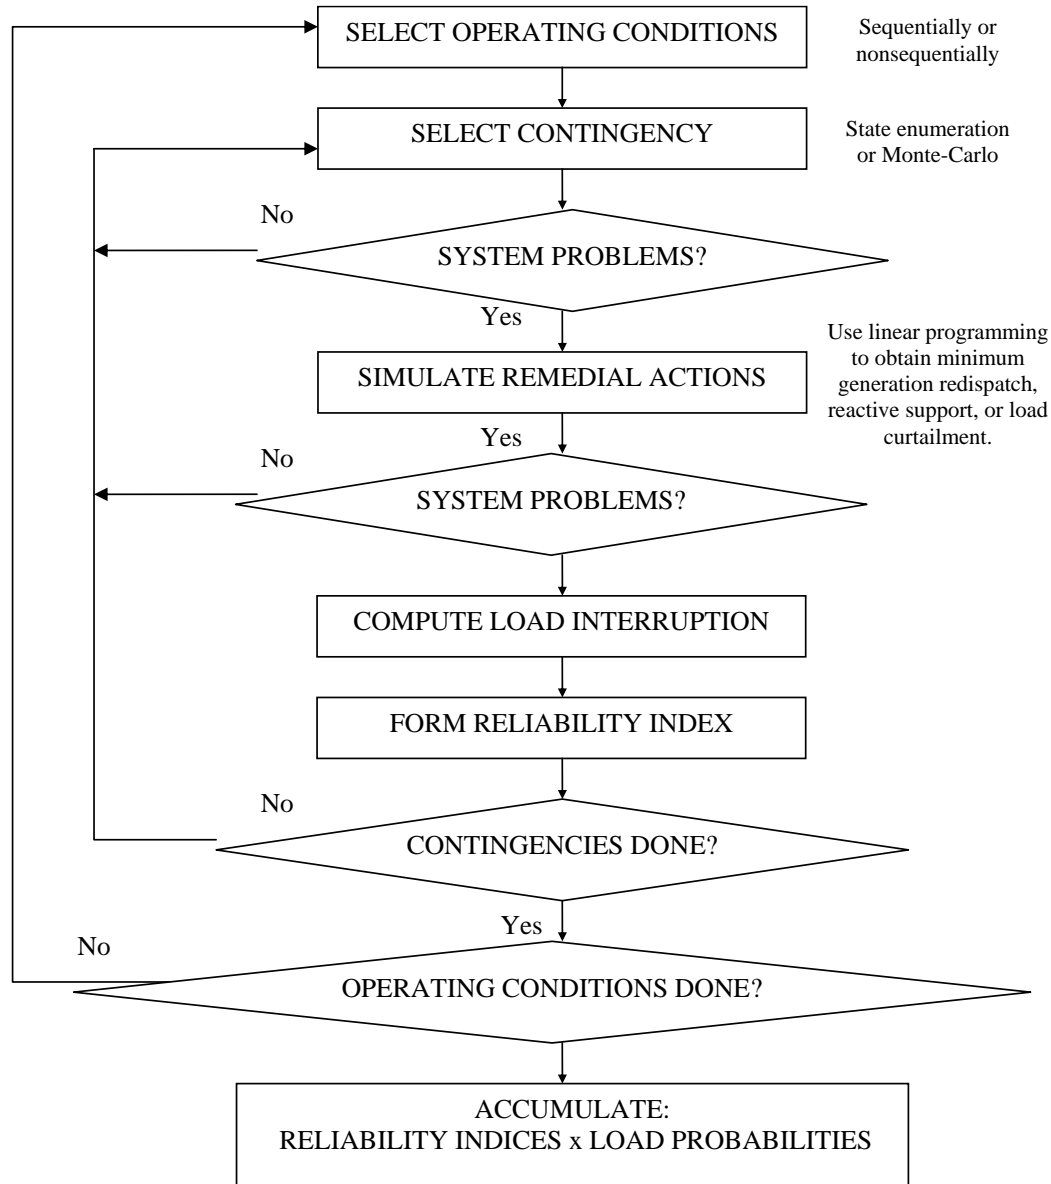 SELECT OPERATING CONDITIONS
Sequentially or
nonsequentially
SELECT CONTINGENCY
State enumeration
or Monte-Carlo
No
SYSTEM PROBLEMS?
Yes
SIMULATE REMEDIAL ACTIONS
Use linear programming
to obtain minimum
generation redispatch,
reactive support, or load
curtailment.
Yes
No
SYSTEM PROBLEMS?
COMPUTE LOAD INTERRUPTION
FORM RELIABILITY INDEX
No
CONTINGENCIES DONE?
Yes
No
OPERATING CONDITIONS DONE?
ACCUMULATE:
RELIABILITY INDICES x LOAD PROBABILITIES